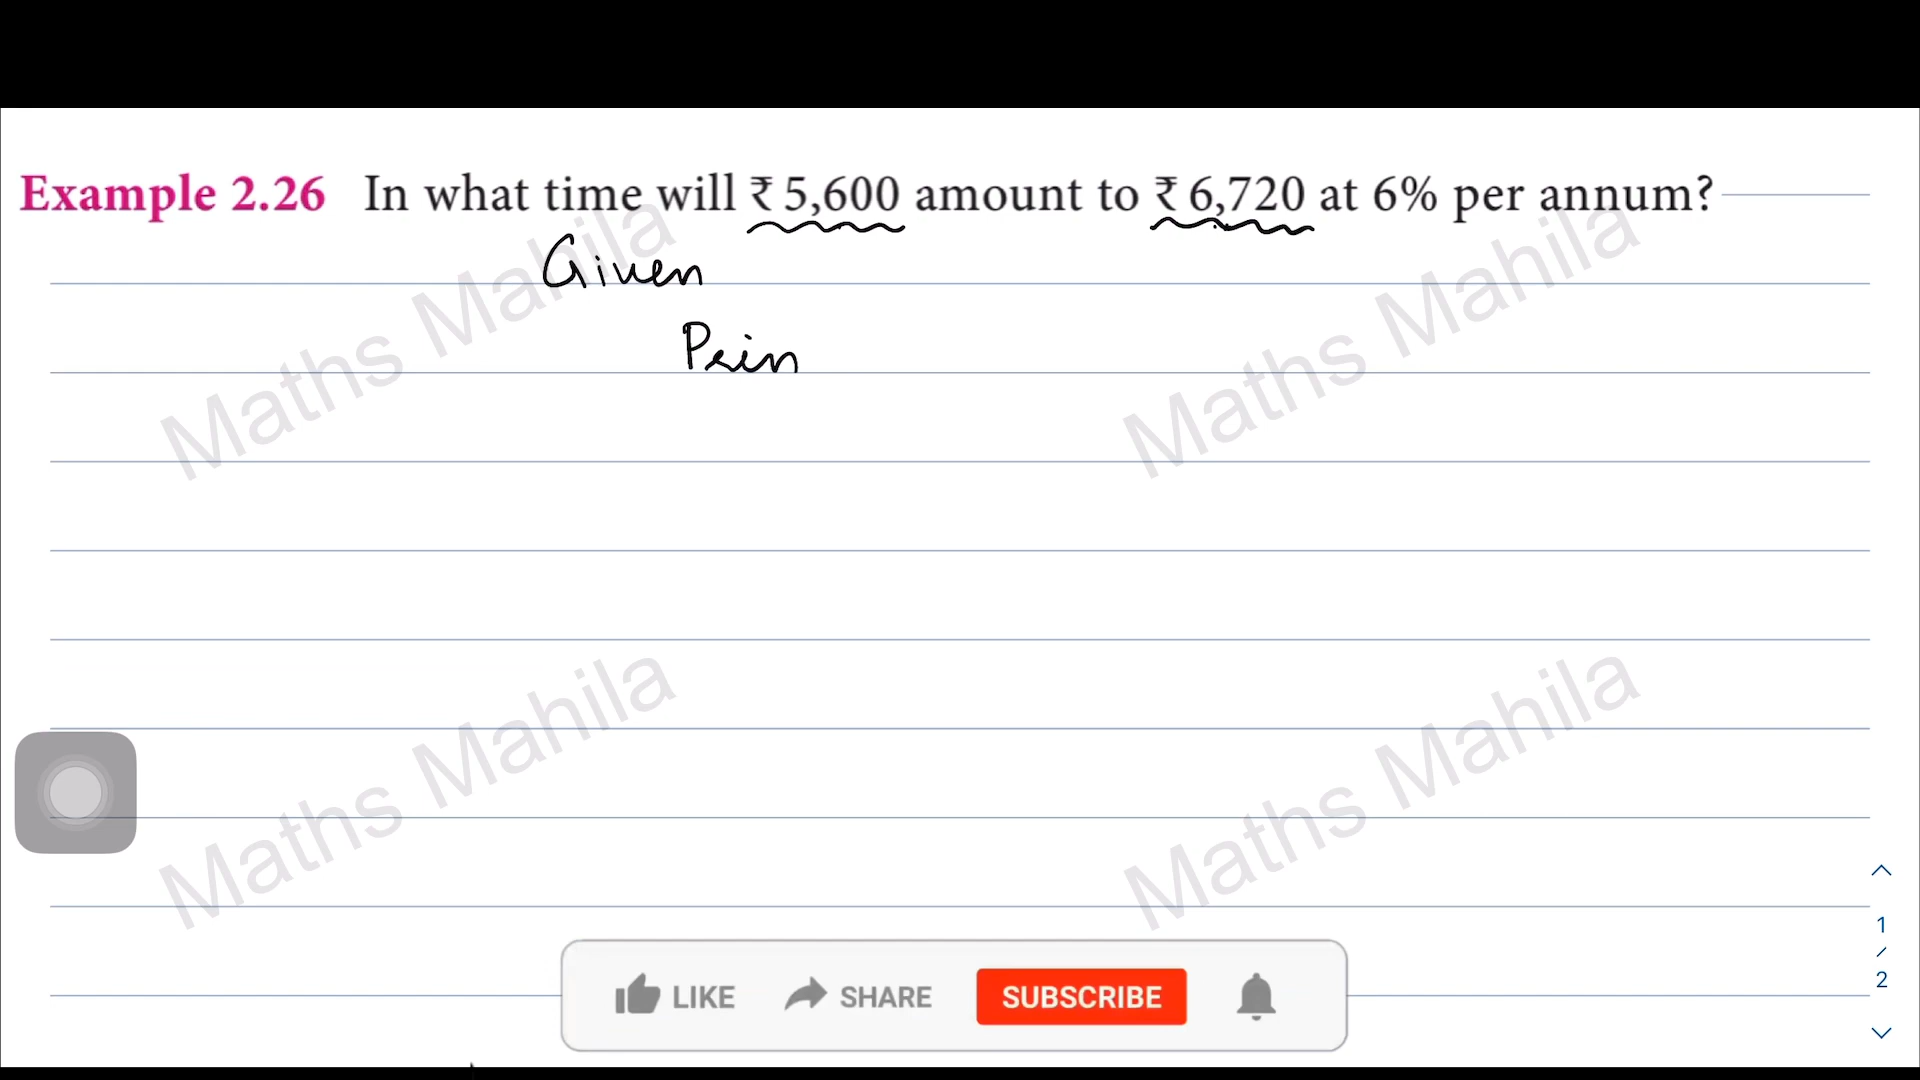 Example 2.26 In what time will ₹ 5,600 amount to ₹ 6,720 at 6% per annum?
Given
Prin
Maths Mahila
Maths Mahila
Maths Mahila
Maths Mahila
1
/
2
LIKE SHARE SUBSCRIBE